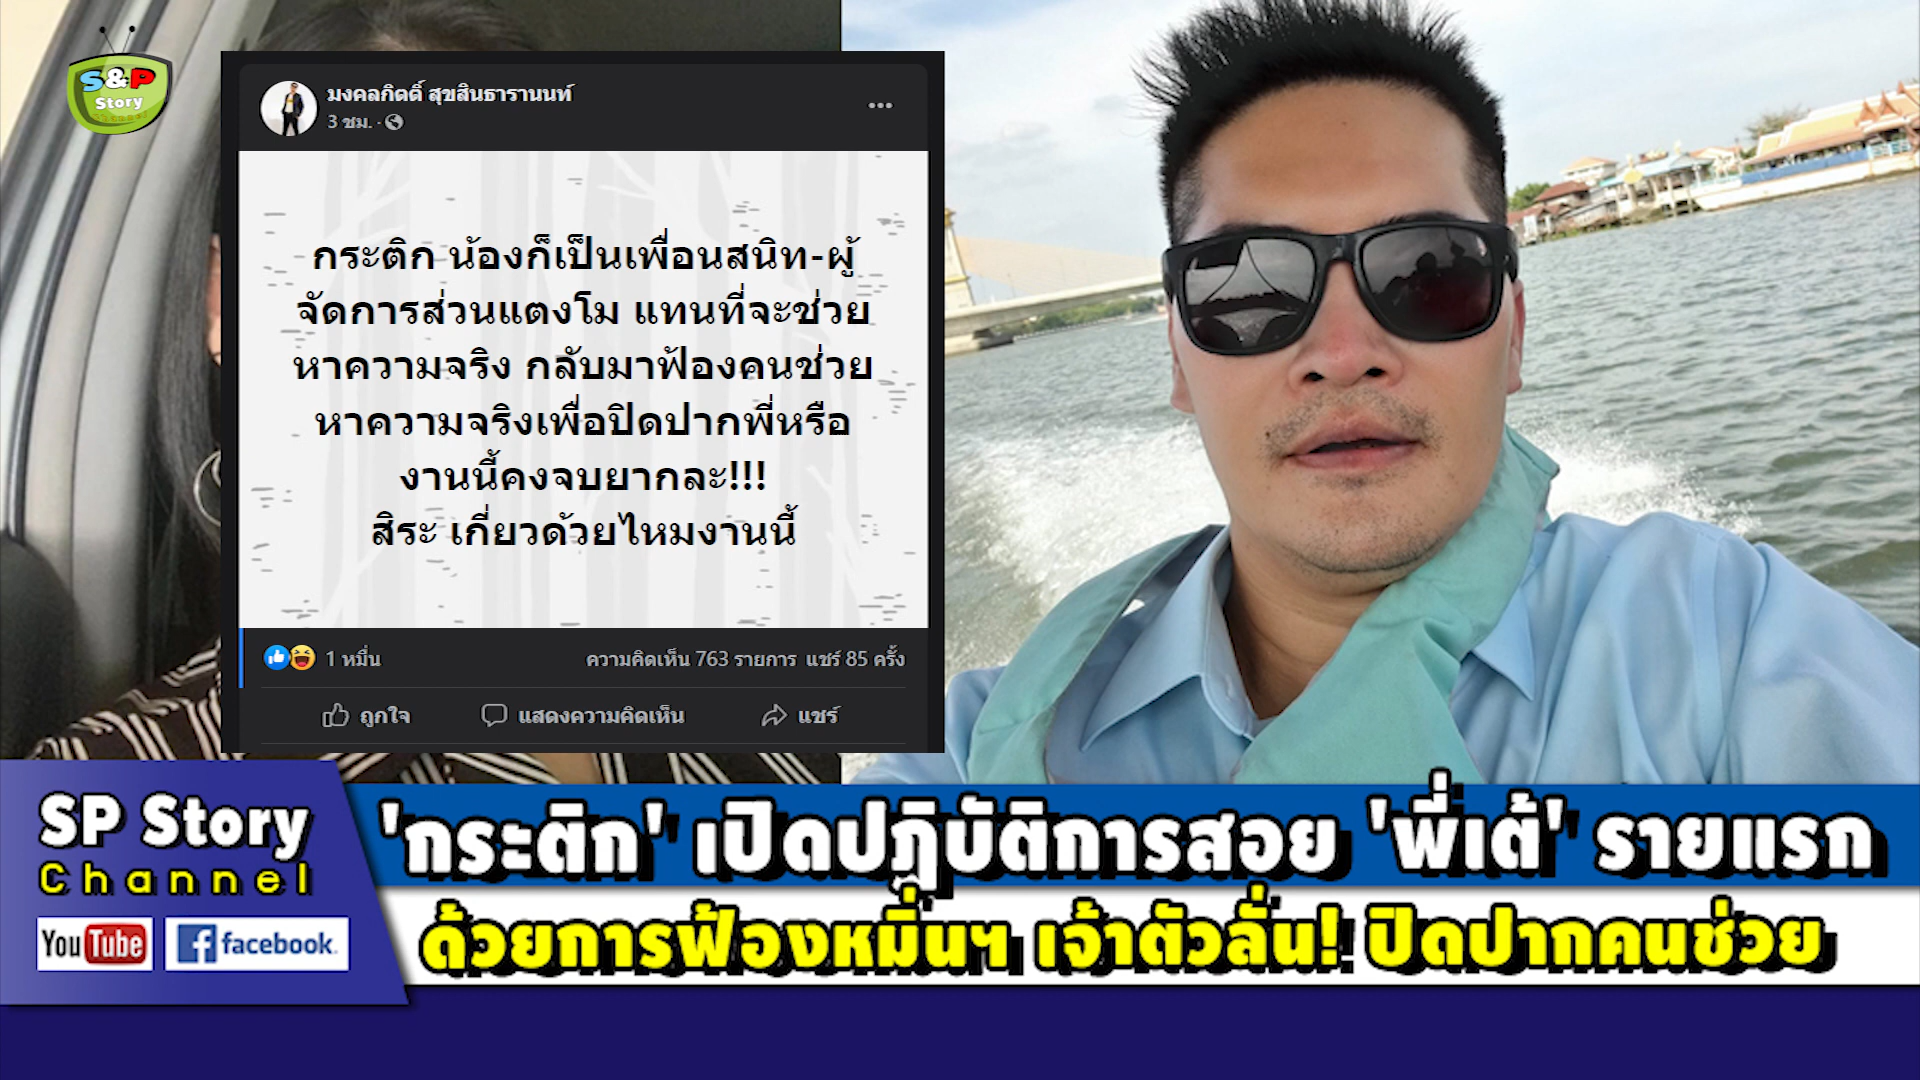 S&P
Story
Channel
มงคลกิตติ์ สุขสินธารานนท์
3 ชม. ·
กระติก น้องก็เป็นเพื่อนสนิท-ผู้
จัดการส่วนแตงโม แทนที่จะช่วย
หาความจริง กลับมาฟ้องคนช่วย
หาความจริงเพื่อปิดปากพี่หรือ
งานนี้คงจบยากละ!!!
สิระ เกี่ยวด้วยไหมงานนี้
1 หมื่น
ความคิดเห็น 763 รายการ แชร์ 85 ครั้ง
ถูกใจ
แสดงความคิดเห็น
แชร์
SP Story
Channel
YouTube
facebook.
'กระติก' เปิดปฏิบัติการสอย 'พี่เต้' รายแรก
ด้วยการฟ้องหมิ่นฯ เจ้าตัวลั่น! ปิดปากคนช่วย